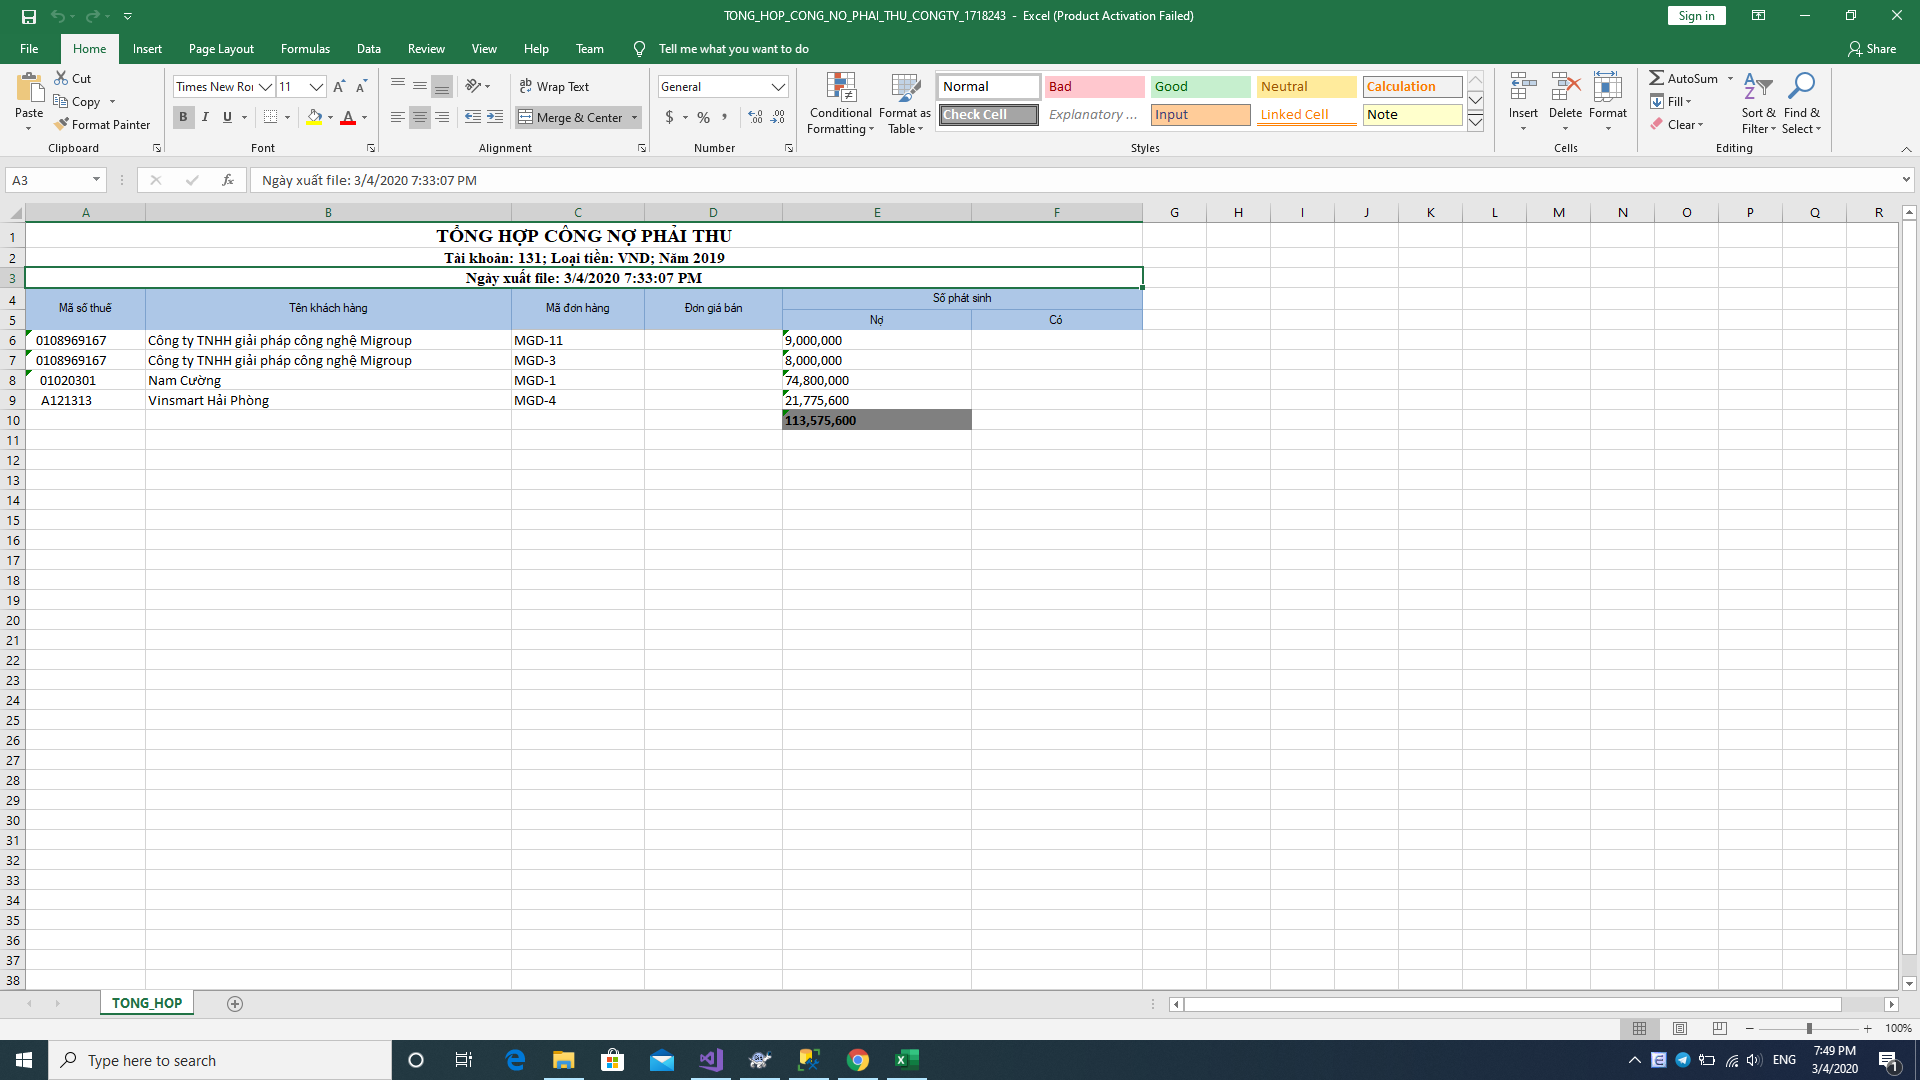 TONG_HOP_CONG_NO_PHAI_THU_CONGTY_1718243 - Excel (Product Activation Failed)
Sign in
File Home Insert Page Layout Formulas Data Review View Help Team Tell me what you want to do Share
Paste
Cut
Copy
Format Painter
Clipboard
Times New Roi 11
B I U
Font
Wrap Text
Merge & Center
Alignment
General
$ % ,
Number
Conditional Formatting
Format as Table
Normal Bad Good Neutral Calculation
Check Cell Explanatory ... Input Linked Cell Note
Styles
Insert Delete Format
Cells
AutoSum
Fill
Clear
Sort & Filter
Find & Select
Editing
A3 fx Ngày xuất file: 3/4/2020 7:33:07 PM
A B C D E F G H I J K L M N O P Q R
1 TỔNG HỢP CÔNG NỢ PHẢI THU
2 Tài khoản: 131; Loại tiền: VND; Năm 2019
3 Ngày xuất file: 3/4/2020 7:33:07 PM
4 Mã số thuế Tên khách hàng Mã đơn hàng Đơn giá bán Số phát sinh
5 Nợ Có
6 0108969167 Công ty TNHH giải pháp công nghệ Migroup MGD-11 9,000,000
7 0108969167 Công ty TNHH giải pháp công nghệ Migroup MGD-3 8,000,000
8 01020301 Nam Cường MGD-1 74,800,000
9 A121313 Vinsmart Hải Phòng MGD-4 21,775,600
10 113,575,600
11
12
13
14
15
16
17
18
19
20
21
22
23
24
25
26
27
28
29
30
31
32
33
34
35
36
37
38
TONG_HOP
100%
Type here to search
ENG
7:49 PM
3/4/2020
1